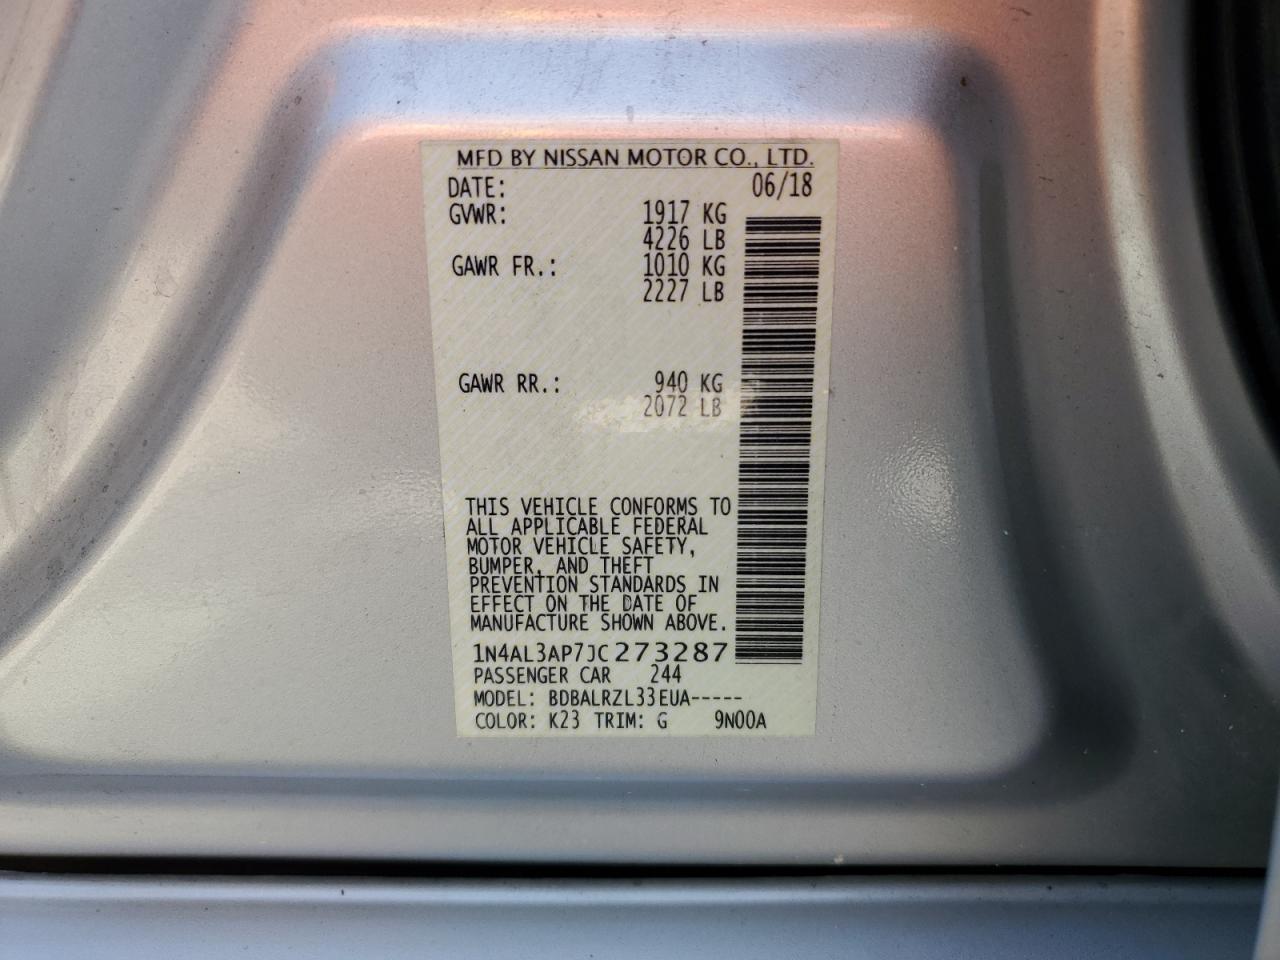 MFD BY NISSAN MOTOR CO., LTD.
DATE: 06/18
GVWR: 1917 KG
4226 LB
GAWR FR.: 1010 KG
2227 LB
GAWR RR.: 940 KG
2072 LB
THIS VEHICLE CONFORMS TO
ALL APPLICABLE FEDERAL
MOTOR VEHICLE SAFETY,
BUMPER, AND THEFT
PREVENTION STANDARDS IN
EFFECT ON THE DATE OF
MANUFACTURE SHOWN ABOVE.
1N4AL3AP7JC273287
PASSENGER CAR 244
MODEL: BDBALRZL33EUA-----
COLOR: K23 TRIM: G 9N00A